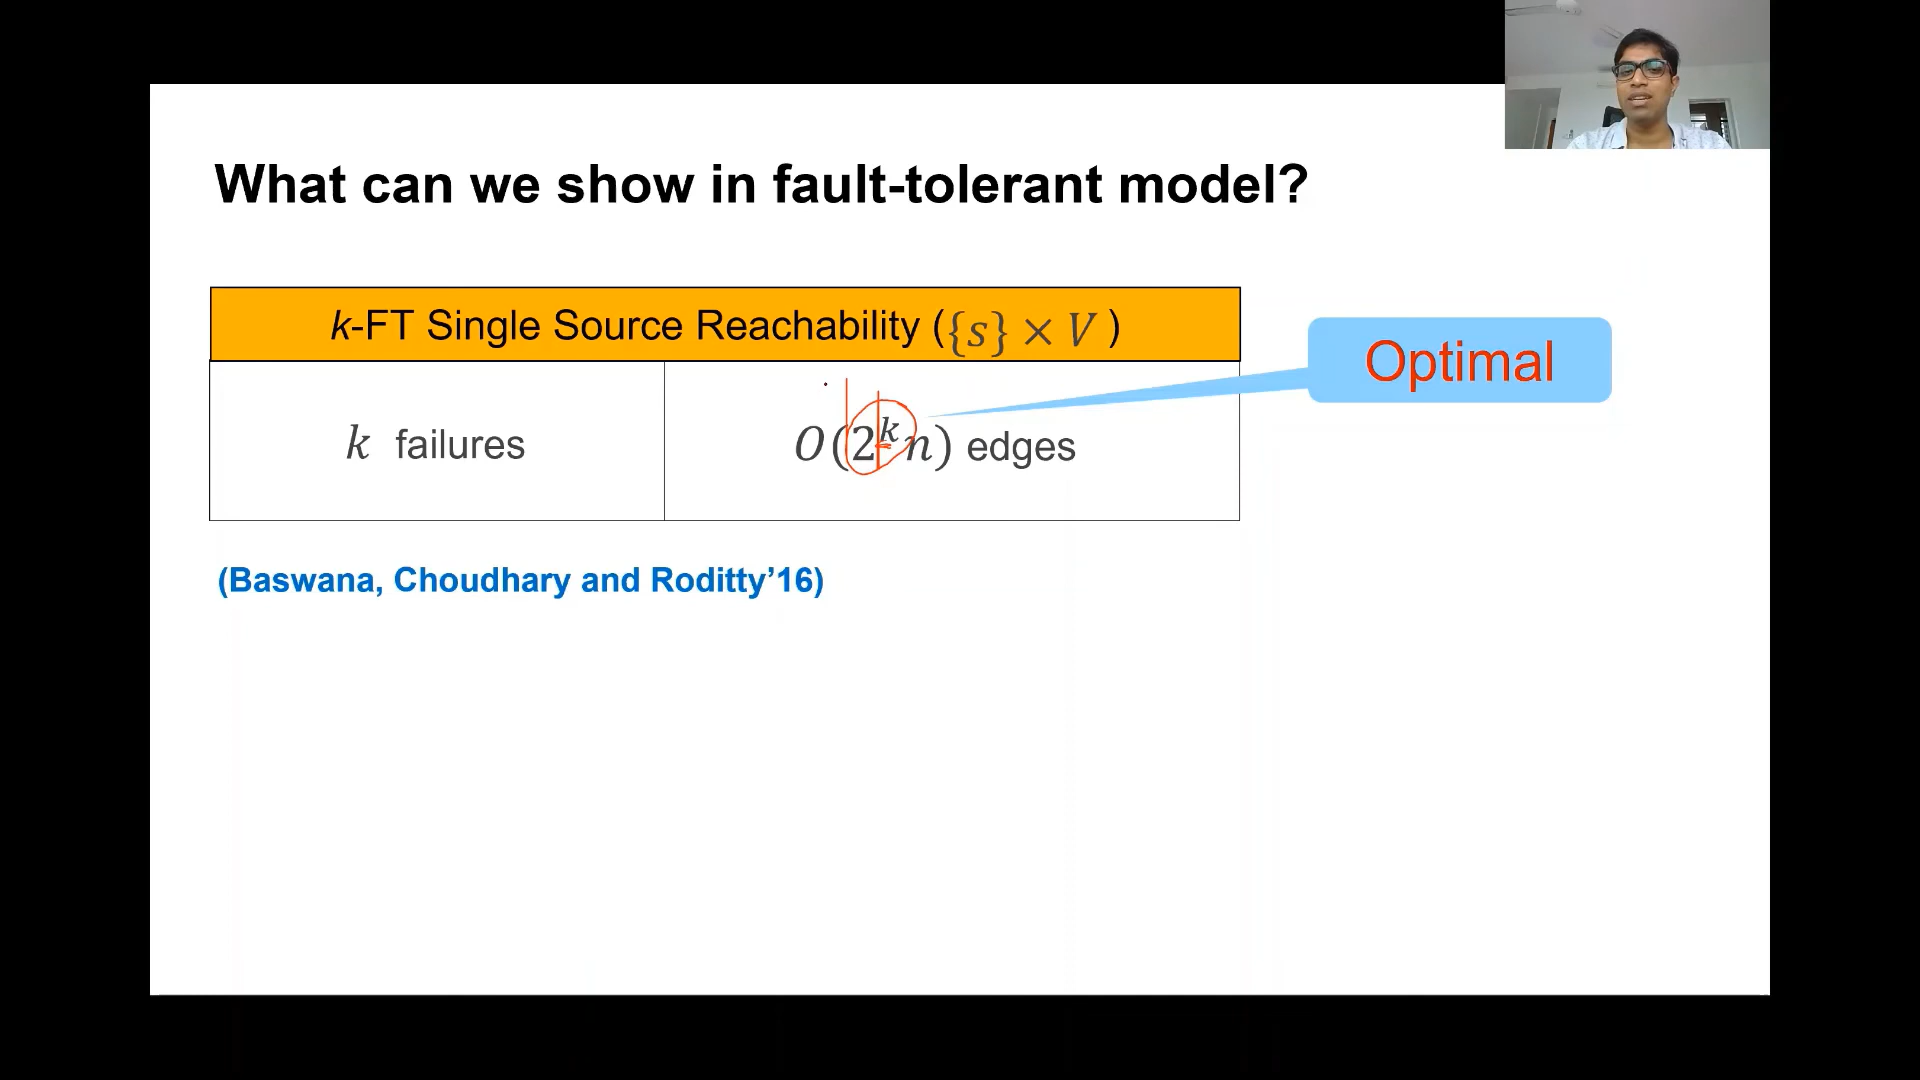 What can we show in fault-tolerant model?
k-FT Single Source Reachability ({s} × V )
Optimal
k failures
O(2^k n) edges
(Baswana, Choudhary and Roditty’16)